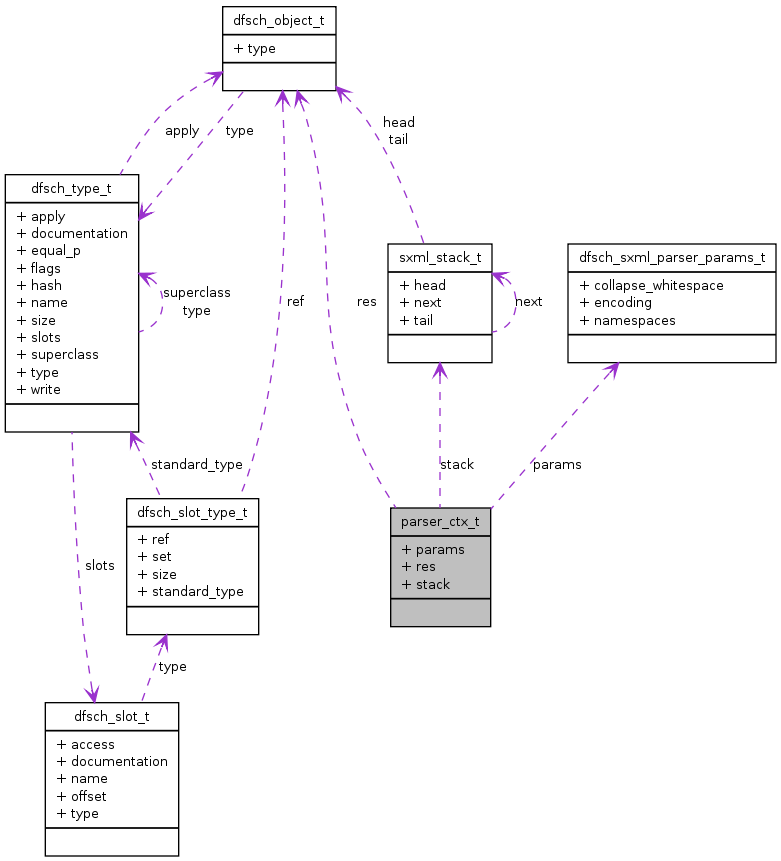 dfsch_object_t
+ type
head
tail
apply
type
dfsch_type_t
+ apply
+ documentation
+ equal_p
+ flags
+ hash
+ name
+ size
+ slots
+ superclass
+ type
+ write
superclass
type
ref
res
sxml_stack_t
+ head
+ next
+ tail
next
dfsch_sxml_parser_params_t
+ collapse_whitespace
+ encoding
+ namespaces
standard_type
stack
params
dfsch_slot_type_t
+ ref
+ set
+ size
+ standard_type
parser_ctx_t
+ params
+ res
+ stack
slots
type
dfsch_slot_t
+ access
+ documentation
+ name
+ offset
+ type